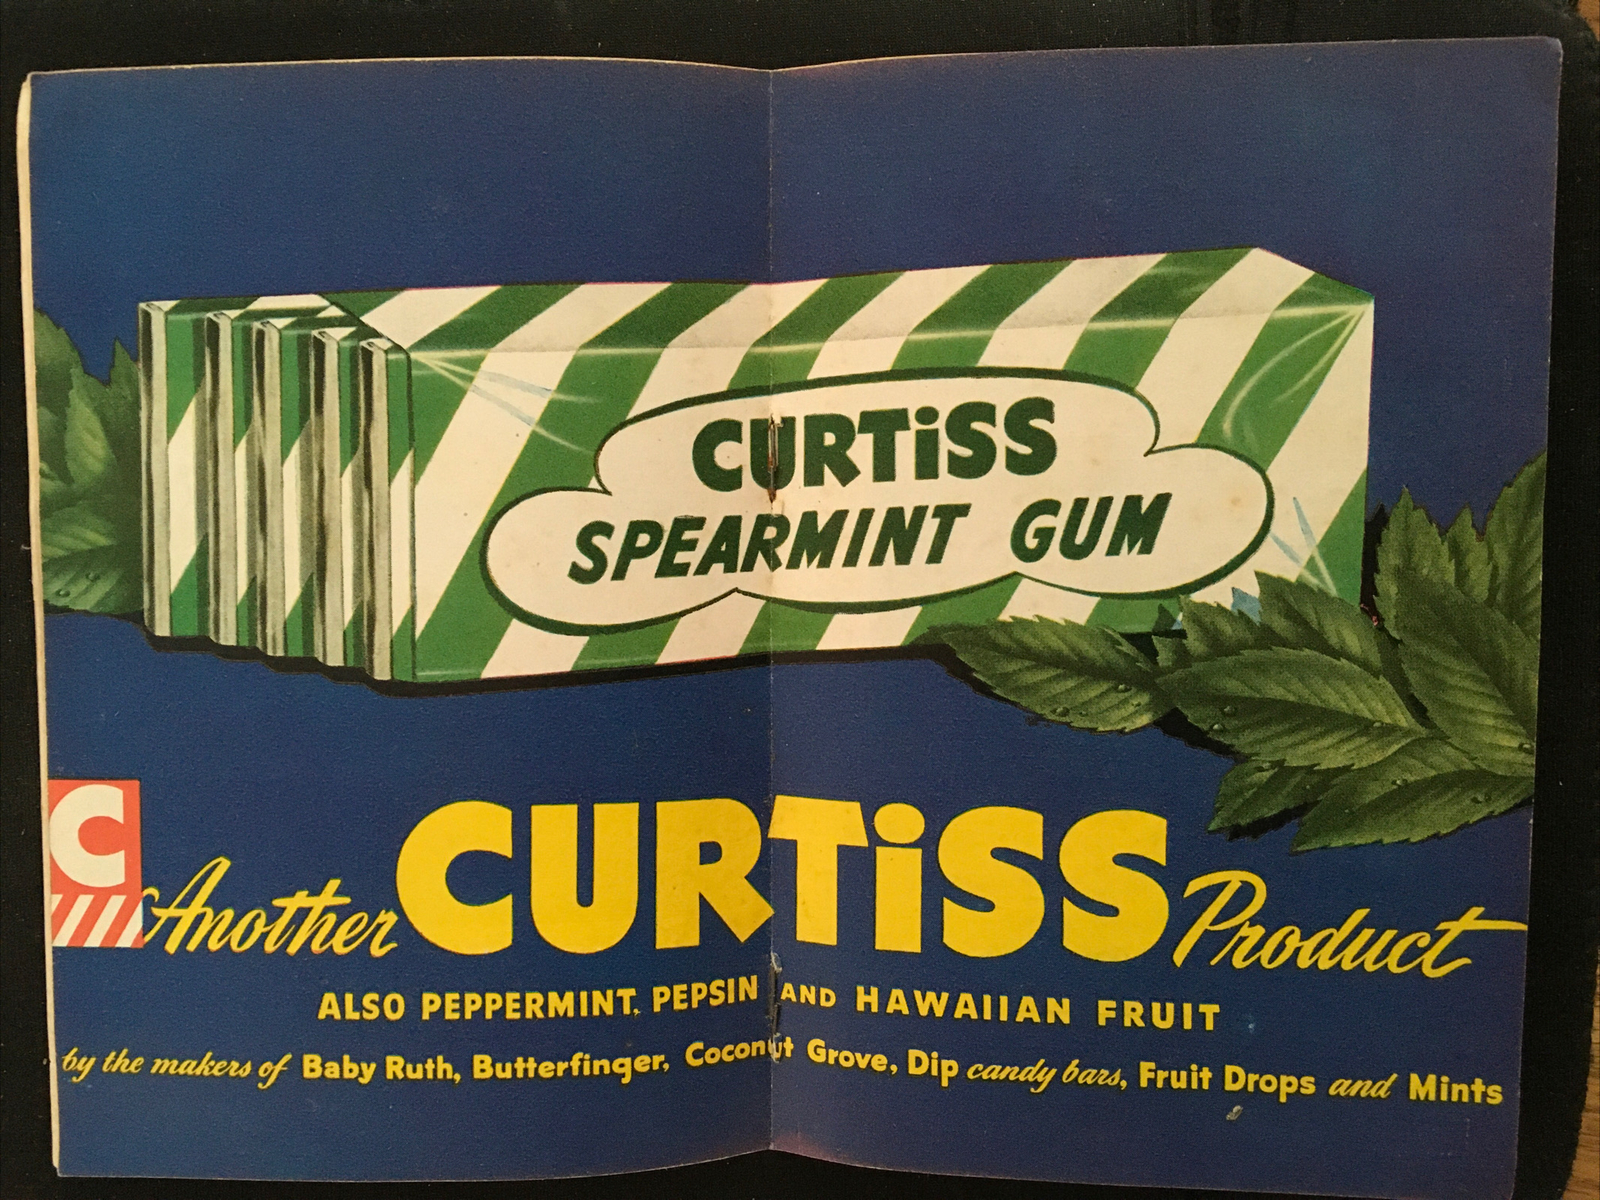 CURTiSS
SPEARMINT GUM
C
Another CURTiSS Product
ALSO PEPPERMINT, PEPSIN AND HAWAIIAN FRUIT
by the makers of Baby Ruth, Butterfinger, Coconut Grove, Dip candy bars, Fruit Drops and Mints